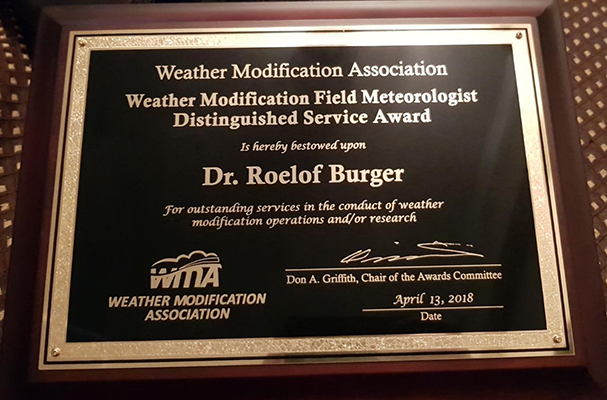 Weather Modification Association
Weather Modification Field Meteorologist
Distinguished Service Award
Is hereby bestowed upon
Dr. Roelof Burger
For outstanding services in the conduct of weather
modification operations and/or research
WMA
WEATHER MODIFICATION
ASSOCIATION
Don A. Griffith, Chair of the Awards Committee
April 13, 2018
Date